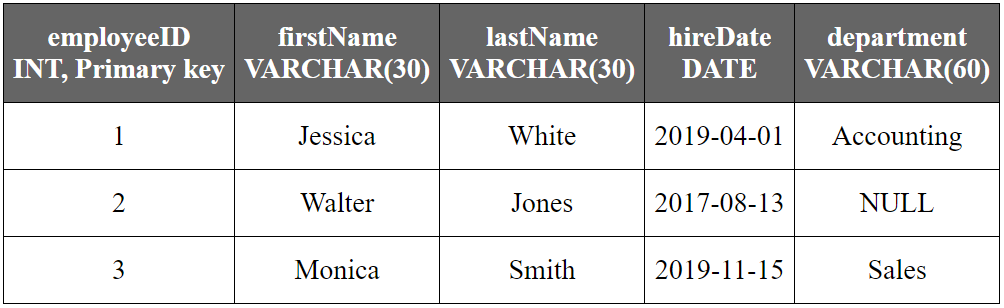 employeeID firstName lastName hireDate department
INT, Primary key VARCHAR(30) VARCHAR(30) DATE VARCHAR(60)
1 Jessica White 2019-04-01 Accounting
2 Walter Jones 2017-08-13 NULL
3 Monica Smith 2019-11-15 Sales